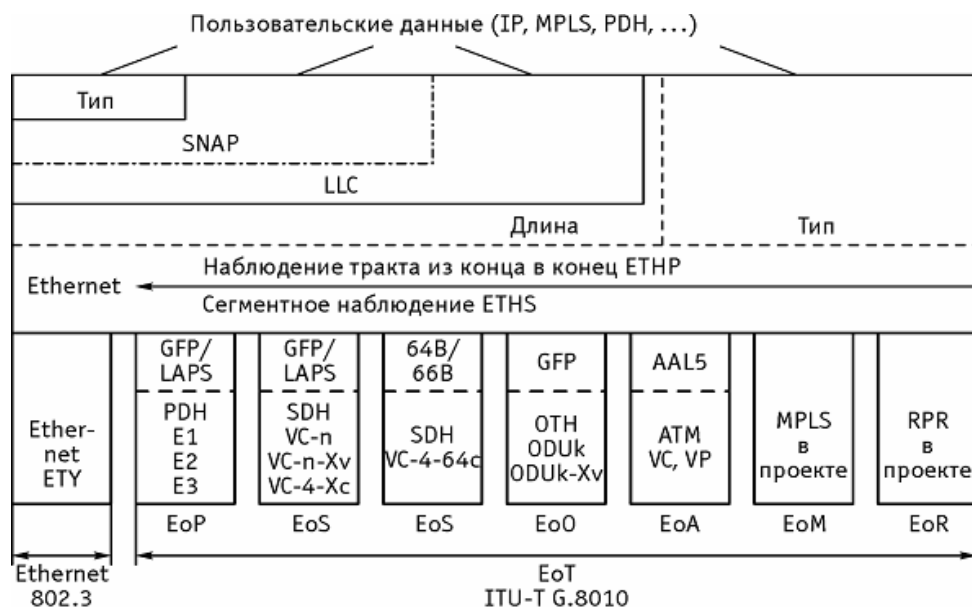 Пользовательские данные (IP, MPLS, PDH, ...)
Тип
SNAP
LLC
Длина
Тип
Наблюдение тракта из конца в конец ETHP
Ethernet
Сегментное наблюдение ETHS
Ether-
net
ETY
GFP/
LAPS
PDH
E1
E2
E3
GFP/
LAPS
SDH
VC-n
VC-n-Xv
VC-4-Xc
64B/
66B
SDH
VC-4-64c
GFP
OTH
ODUk
ODUk-Xv
AAL5
ATM
VC, VP
MPLS
в
проекте
RPR
в
проекте
EoP
EoS
EoS
EoO
EoA
EoM
EoR
Ethernet
802.3
EoT
ITU-T G.8010